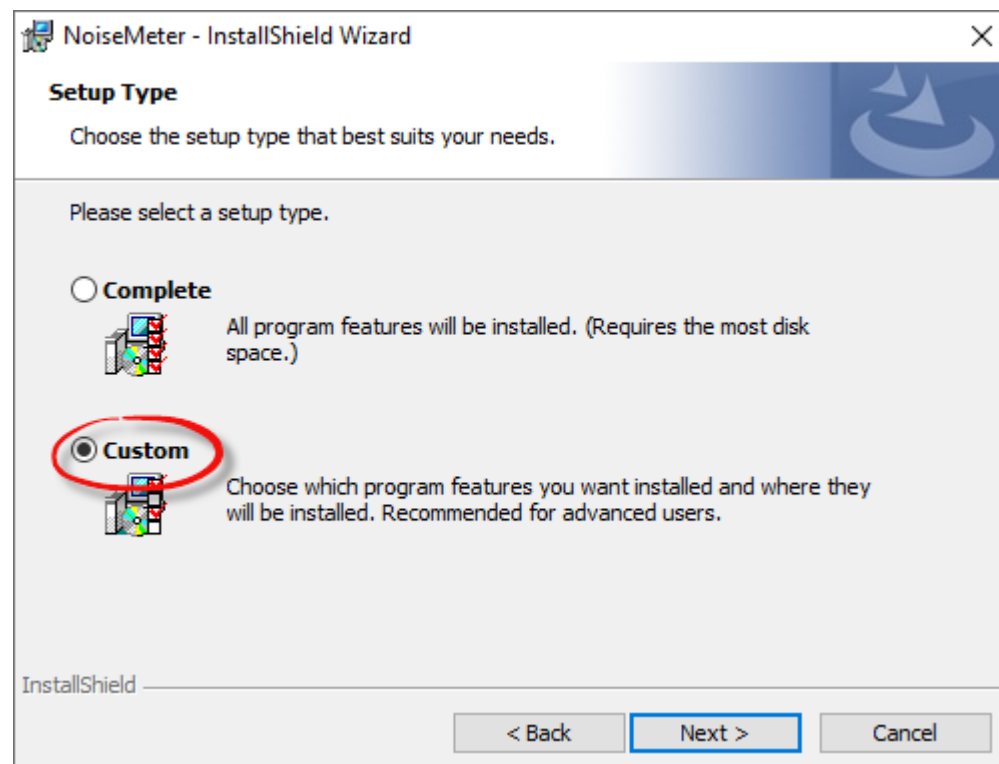 NoiseMeter - InstallShield Wizard
Setup Type
Choose the setup type that best suits your needs.
Please select a setup type.
Complete
All program features will be installed. (Requires the most disk
space.)
Custom
Choose which program features you want installed and where they
will be installed. Recommended for advanced users.
InstallShield
< Back Next > Cancel